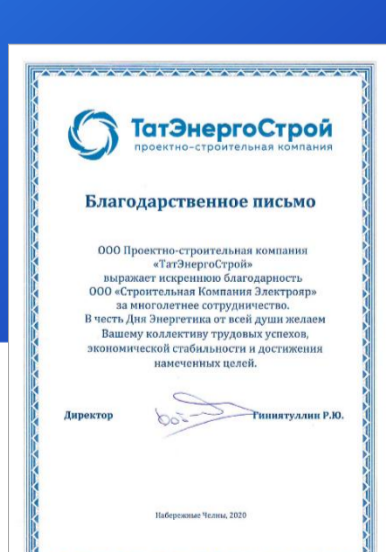 ТатЭнергоСтрой
проектно-строительная компания
Благодарственное письмо
ООО Проектно-строительная компания
«ТатЭнергоСтрой»
выражает искреннюю благодарность
ООО «Строительная Компания Электрояр»
за многолетнее сотрудничество.
В честь Дня Энергетика от всей души желаем
Вашему коллективу трудовых успехов,
экономической стабильности и достижения
намеченных целей.
Директор Гиниятуллин Р.Ю.
Набережные Челны, 2020